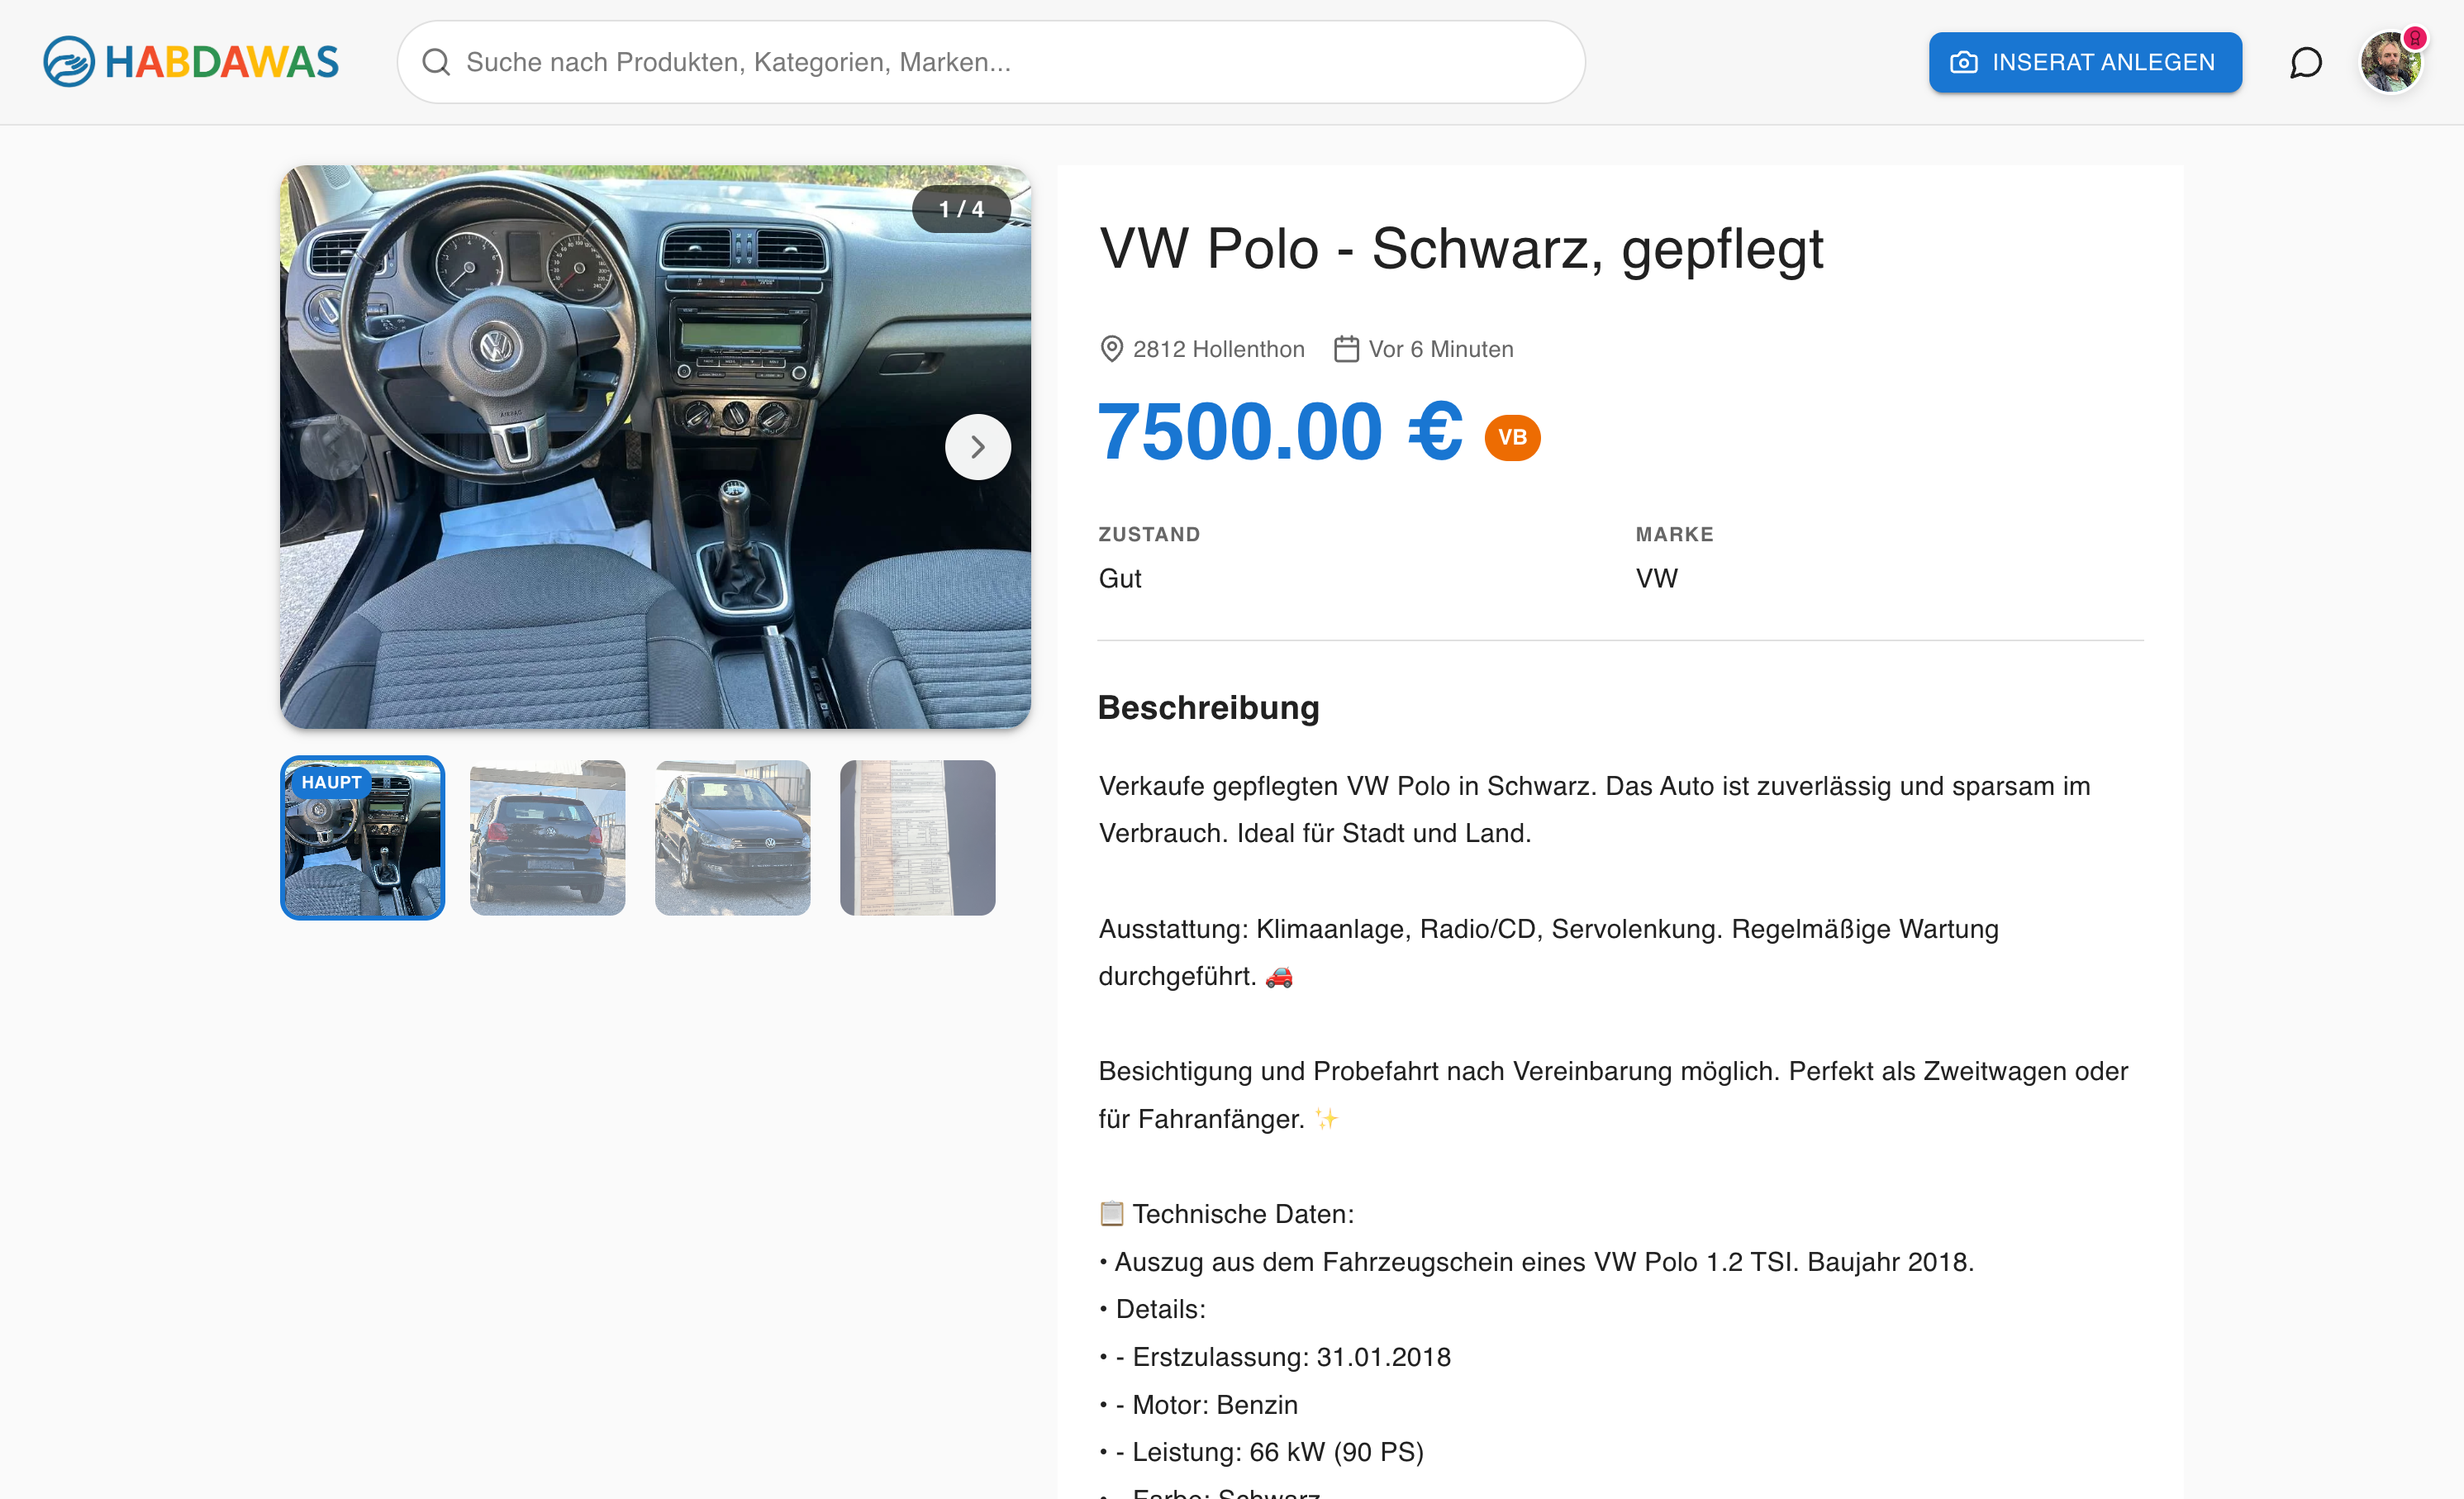 HABDAWAS
Suche nach Produkten, Kategorien, Marken...
INSERAT ANLEGEN
1 / 4
VW Polo - Schwarz, gepflegt
2812 Hollenthon
Vor 6 Minuten
7500.00 €
VB
ZUSTAND
MARKE
Gut
VW
HAUPT
Beschreibung
Verkaufe gepflegten VW Polo in Schwarz. Das Auto ist zuverlässig und sparsam im
Verbrauch. Ideal für Stadt und Land.
Ausstattung: Klimaanlage, Radio/CD, Servolenkung. Regelmäßige Wartung
durchgeführt. 🚗
Besichtigung und Probefahrt nach Vereinbarung möglich. Perfekt als Zweitwagen oder
für Fahranfänger. ✨
📋 Technische Daten:
• Auszug aus dem Fahrzeugschein eines VW Polo 1.2 TSI. Baujahr 2018.
• Details:
• - Erstzulassung: 31.01.2018
• - Motor: Benzin
• - Leistung: 66 kW (90 PS)
• - Farbe: Schwarz